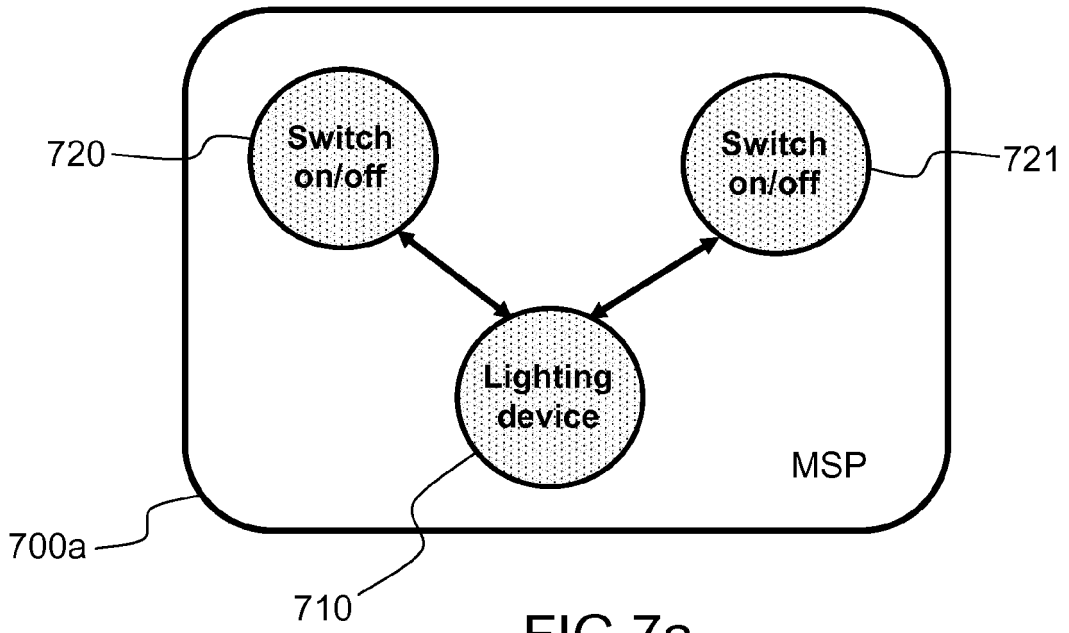 Switch
on/off
Switch
on/off
720
721
Lighting
device
MSP
700a
710
FIG.7a